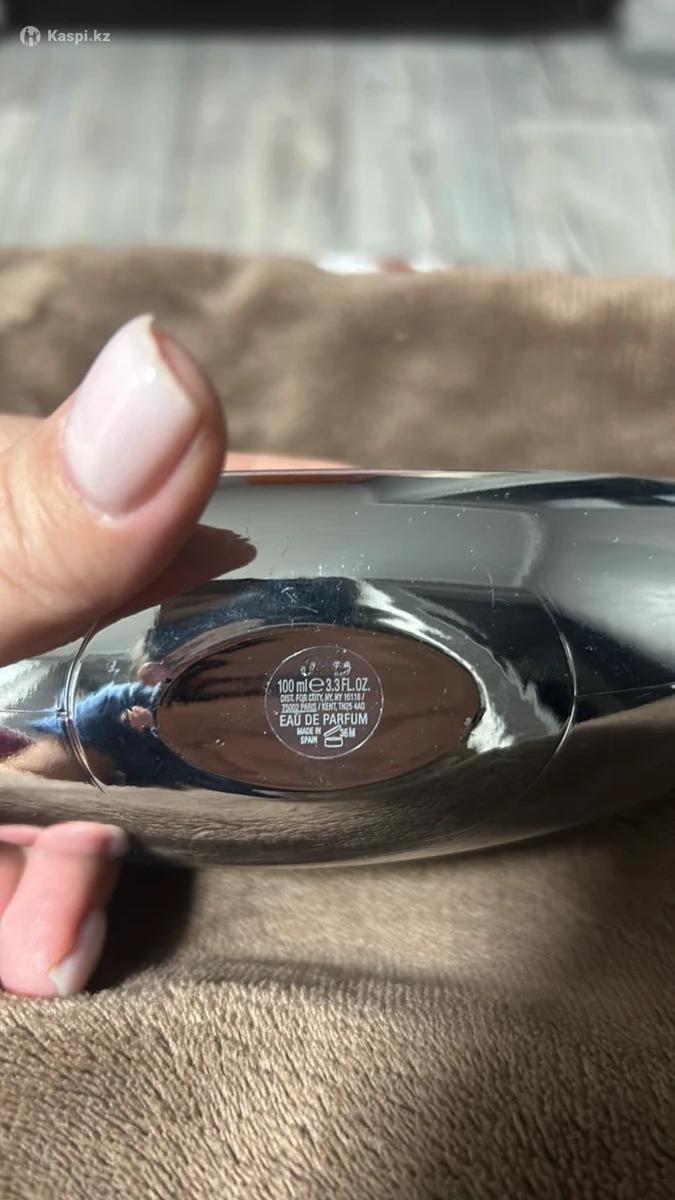 Kaspi.kz
100 ml e 3.3 FL.OZ.
DIST. FOR COTY, NY, NY 10118 /
75002 PARIS / KENT, TN25 4AQ
EAU DE PARFUM
MADE IN
SPAIN
36M